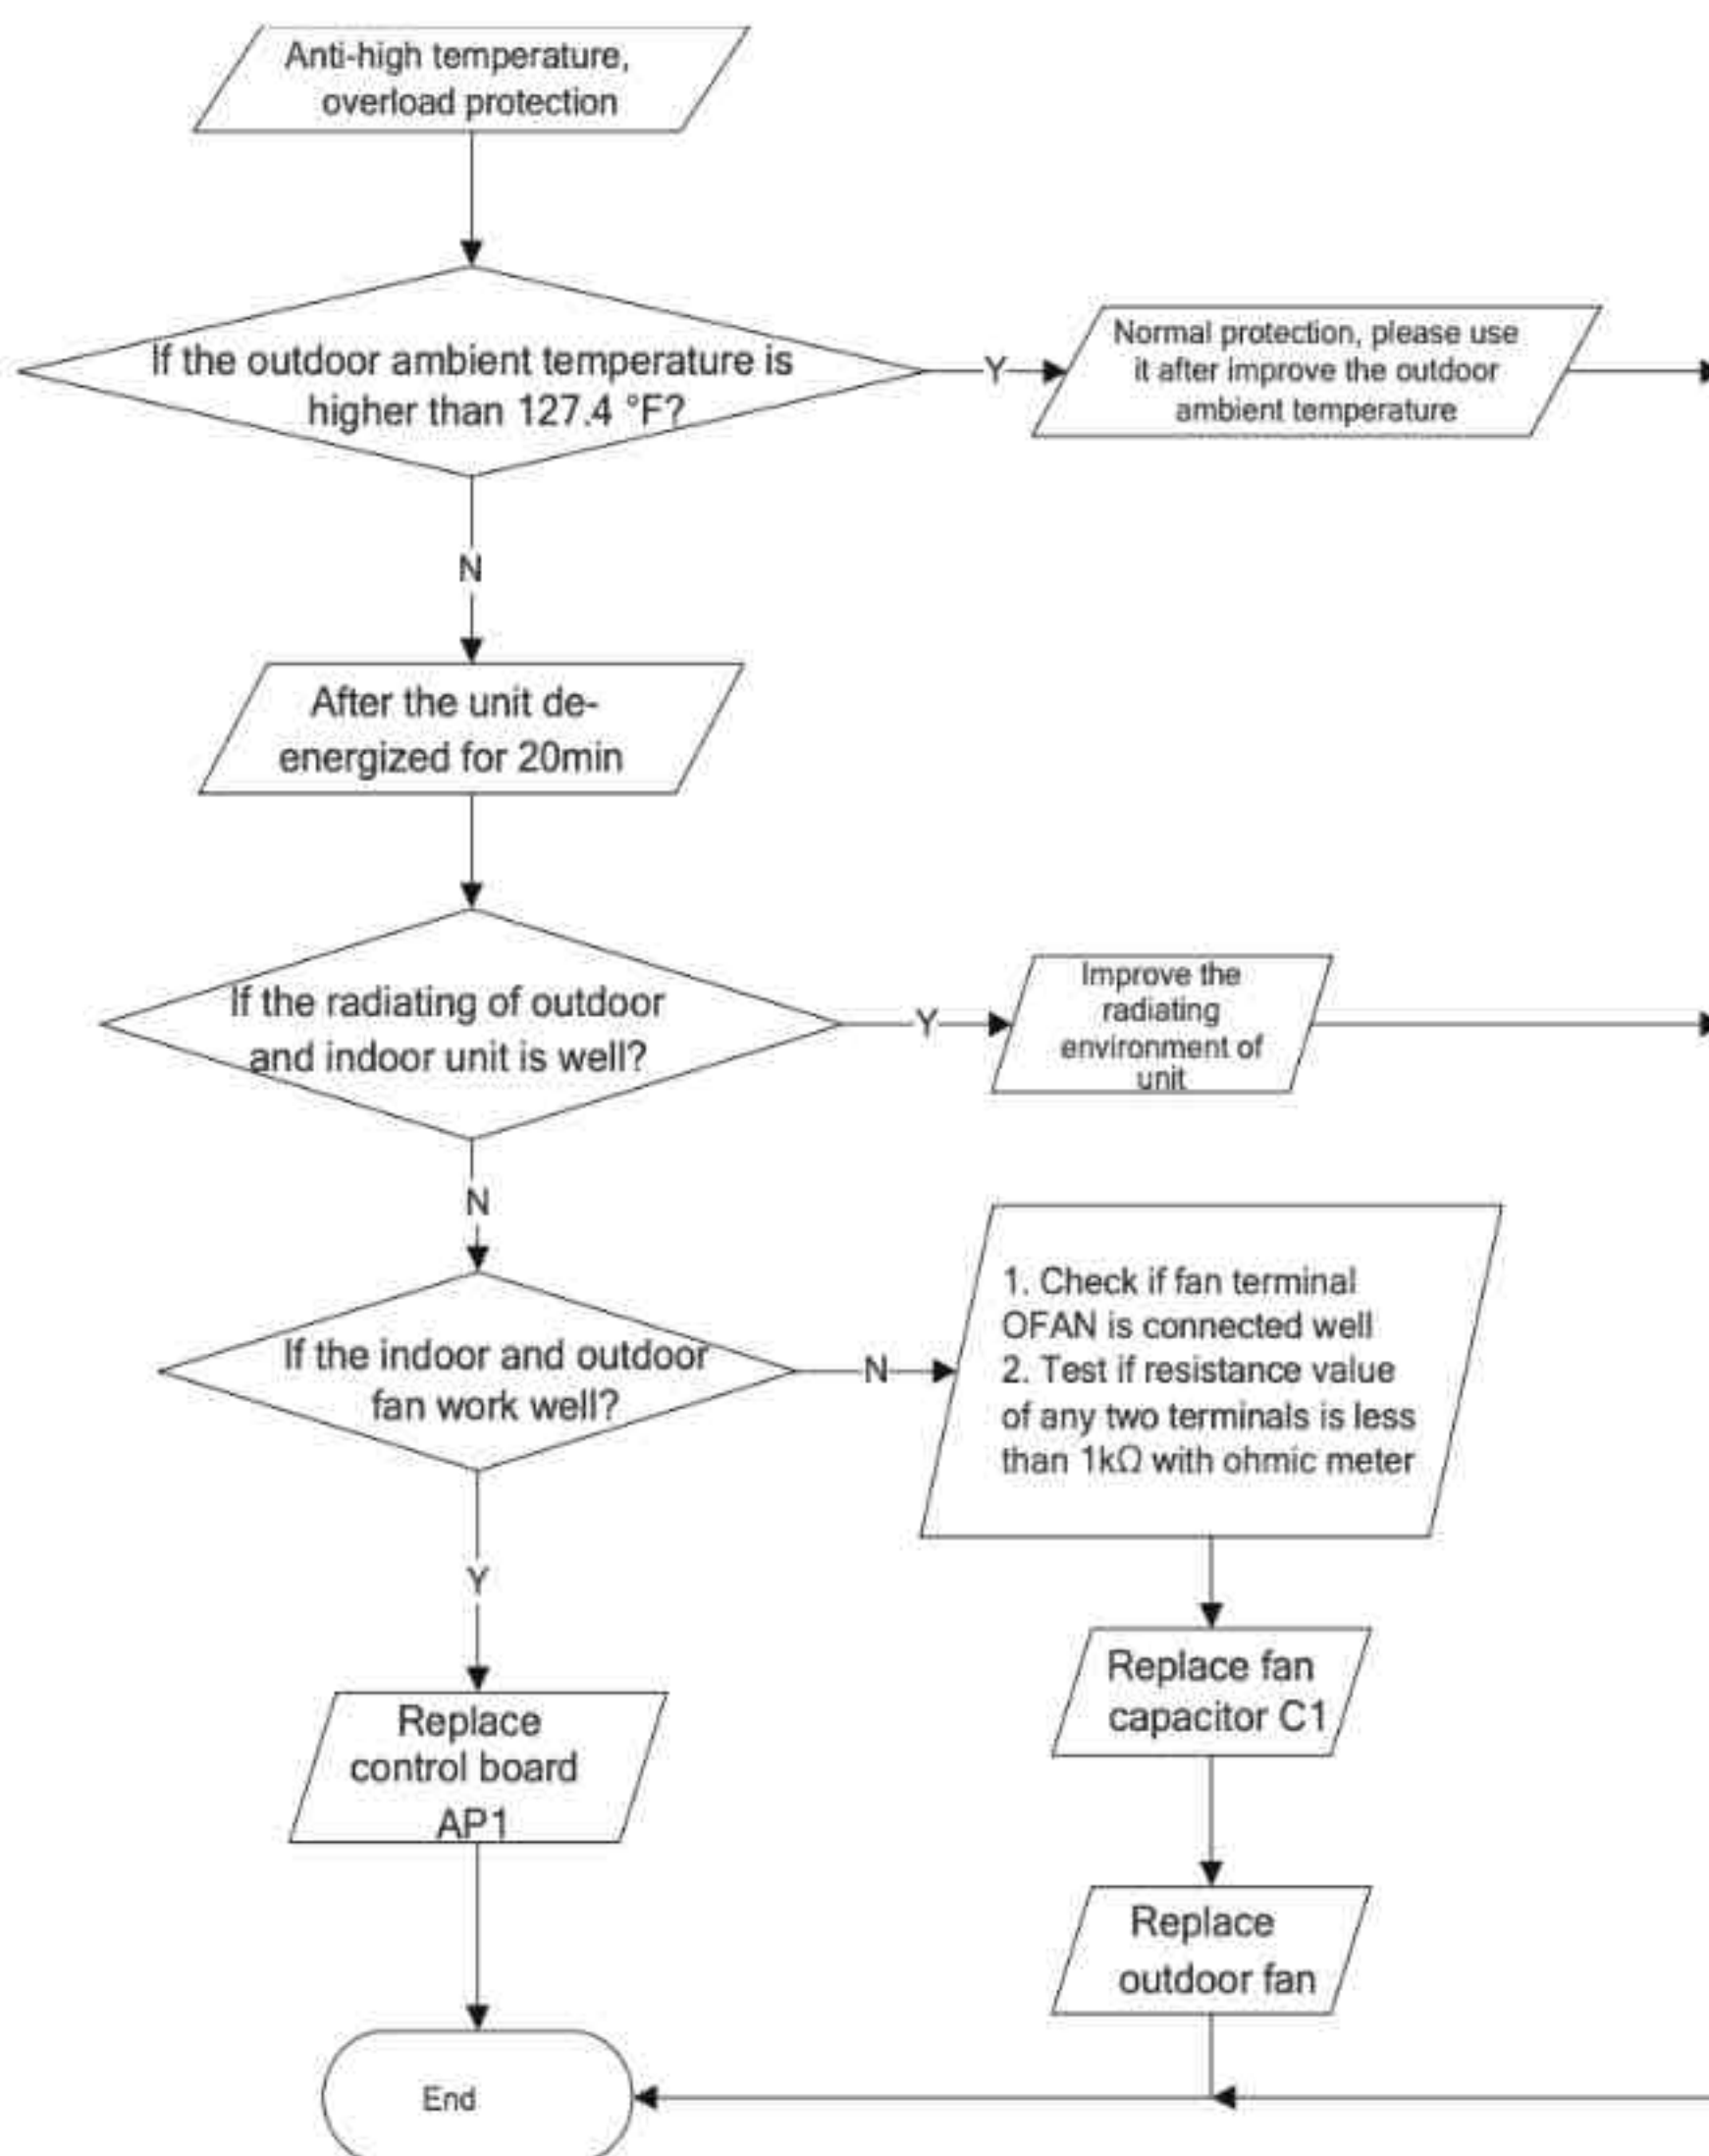 Anti-high temperature,
overload protection
If the outdoor ambient temperature is
higher than 127.4 °F?
Y
Normal protection, please use
it after improve the outdoor
ambient temperature
N
After the unit de-
energized for 20min
If the radiating of outdoor
and indoor unit is well?
Y
Improve the
radiating
environment of
unit
N
If the indoor and outdoor
fan work well?
N
1. Check if fan terminal
OFAN is connected well
2. Test if resistance value
of any two terminals is less
than 1kΩ with ohmic meter
Y
Replace fan
capacitor C1
Replace
control board
AP1
Replace
outdoor fan
End